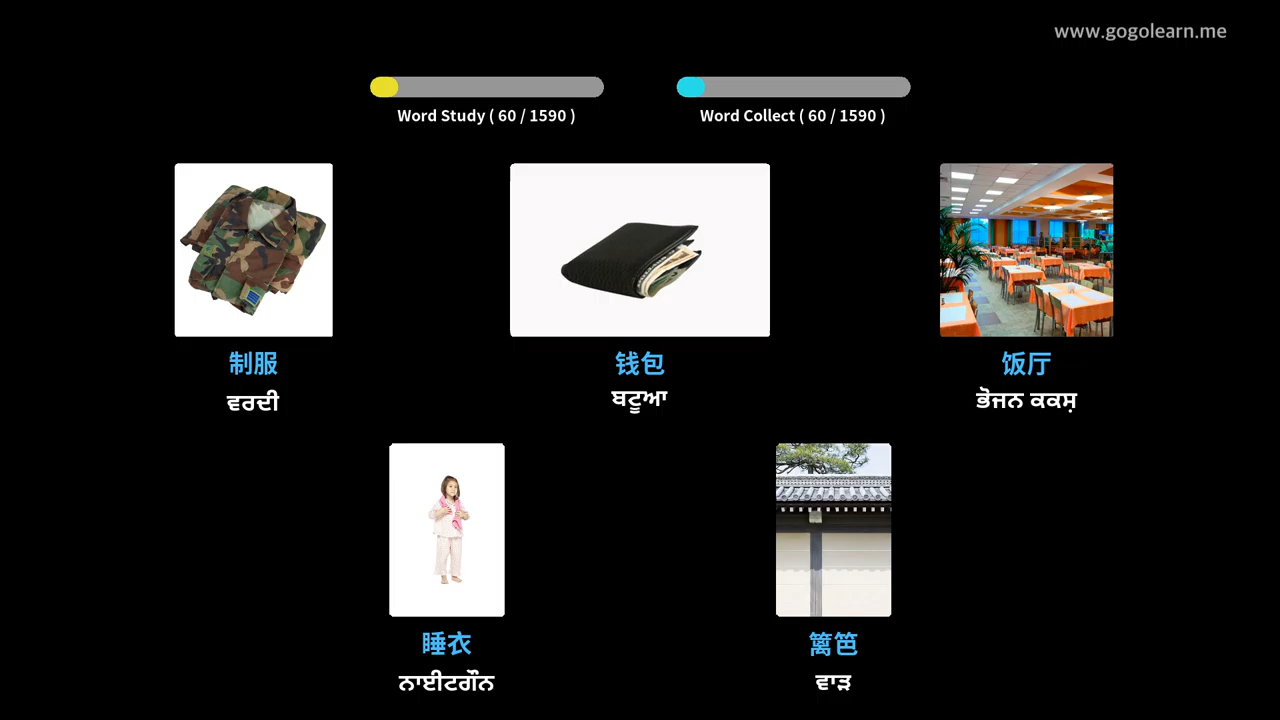 www.gogolearn.me
Word Study ( 60 / 1590 )
Word Collect ( 60 / 1590 )
制服
ਵਰਦੀ
钱包
ਬਟੂਆ
饭厅
ਭੋਜਨ ਕਕਸ਼
睡衣
ਨਾਈਟਗੌਨ
篱笆
ਵਾੜ